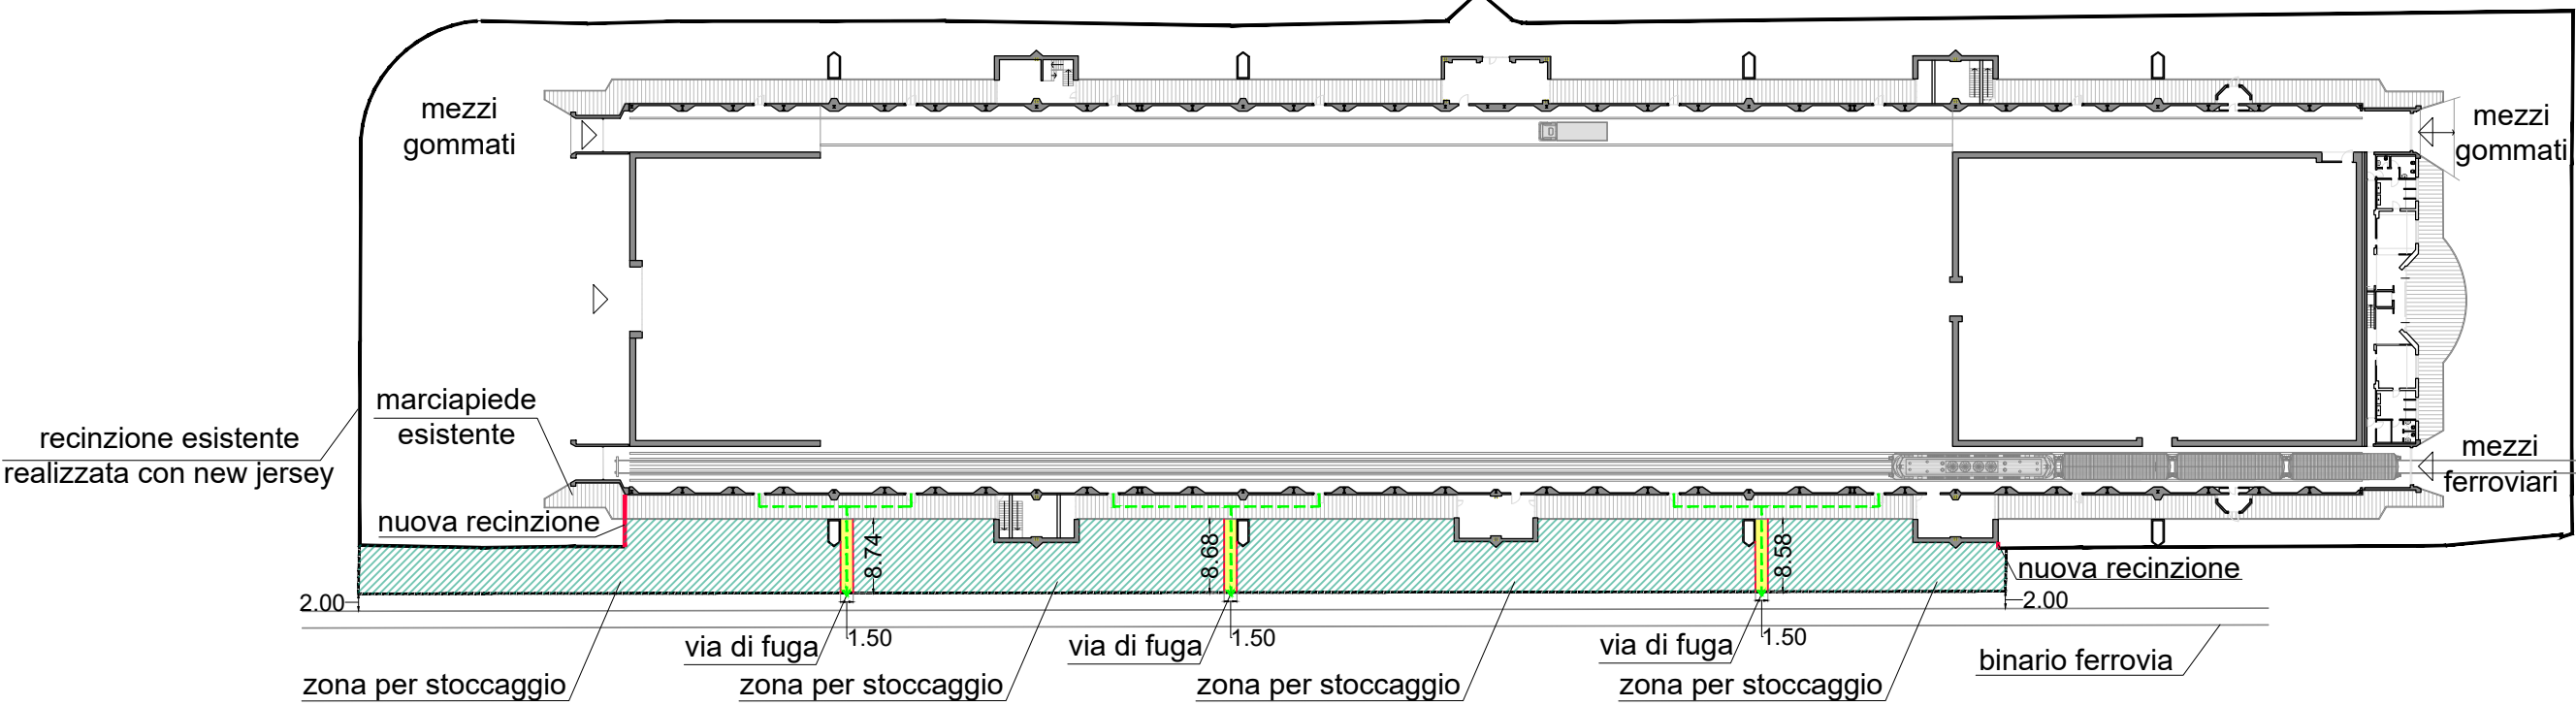 mezzi
gommati
mezzi
gommati
marciapiede
esistente
recinzione esistente
realizzata con new jersey
mezzi
ferroviari
nuova recinzione
8.74
8.68
8.58
nuova recinzione
2.00
2.00
via di fuga
1.50
via di fuga
1.50
via di fuga
1.50
binario ferrovia
zona per stoccaggio
zona per stoccaggio
zona per stoccaggio
zona per stoccaggio